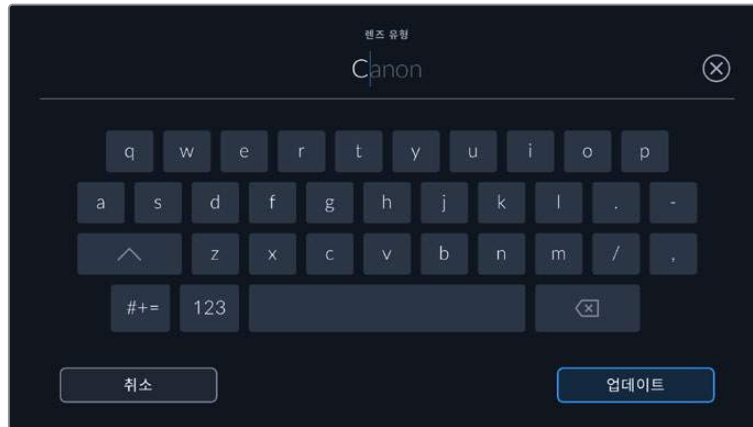 렌즈 유형
Canon
q w e r t y u i o p
a s d f g h j k l . -
z x c v b n m / ,
#+= 123
취소 업데이트